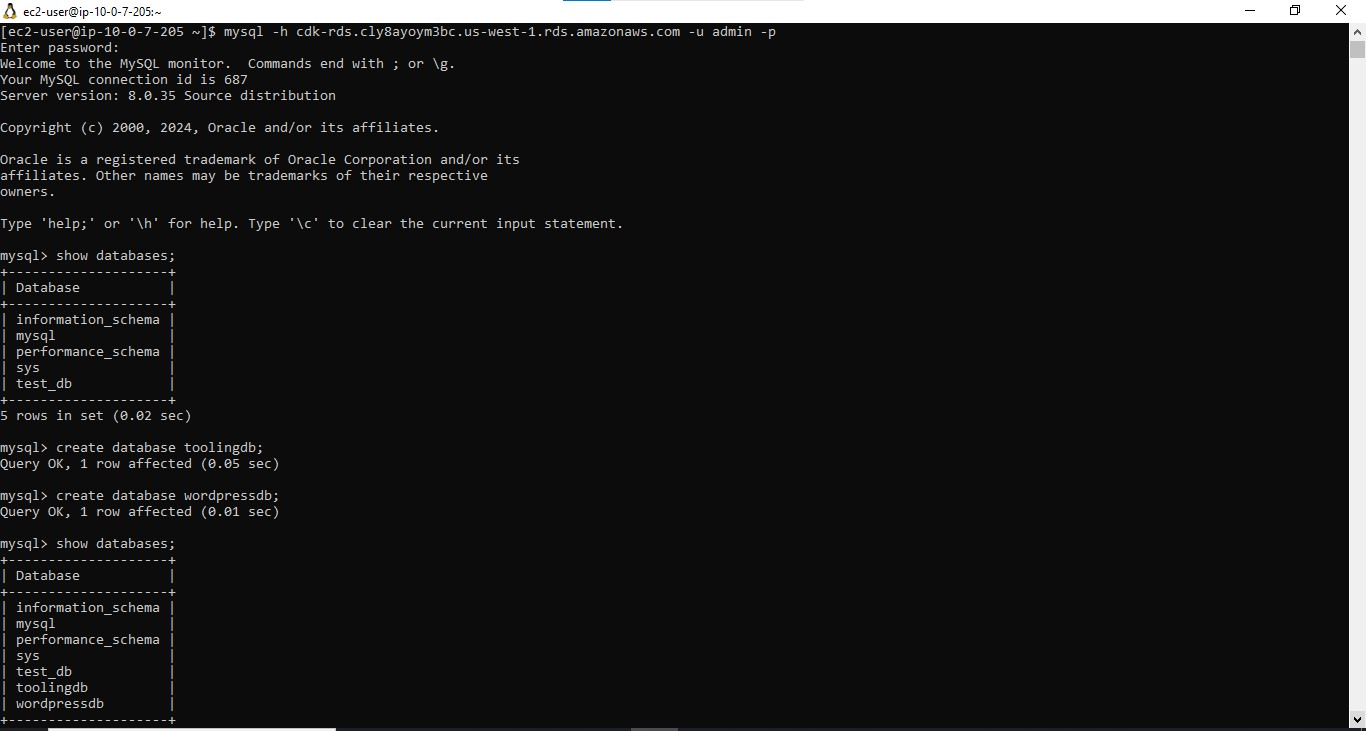 ec2-user@ip-10-0-7-205:~
[ec2-user@ip-10-0-7-205 ~]$ mysql -h cdk-rds.cly8ayoym3bc.us-west-1.rds.amazonaws.com -u admin -p
Enter password:
Welcome to the MySQL monitor.  Commands end with ; or \g.
Your MySQL connection id is 687
Server version: 8.0.35 Source distribution
Copyright (c) 2000, 2024, Oracle and/or its affiliates.
Oracle is a registered trademark of Oracle Corporation and/or its
affiliates. Other names may be trademarks of their respective
owners.
Type 'help;' or '\h' for help. Type '\c' to clear the current input statement.
mysql> show databases;
+--------------------+
| Database           |
+--------------------+
| information_schema |
| mysql              |
| performance_schema |
| sys                |
| test_db            |
+--------------------+
5 rows in set (0.02 sec)
mysql> create database toolingdb;
Query OK, 1 row affected (0.05 sec)
mysql> create database wordpressdb;
Query OK, 1 row affected (0.01 sec)
mysql> show databases;
+--------------------+
| Database           |
+--------------------+
| information_schema |
| mysql              |
| performance_schema |
| sys                |
| test_db            |
| toolingdb          |
| wordpressdb        |
+--------------------+